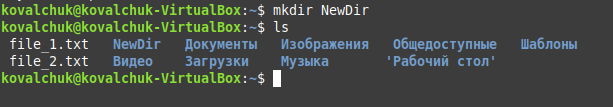 kovalchuk@kovalchuk-VirtualBox:~$ mkdir NewDir
kovalchuk@kovalchuk-VirtualBox:~$ ls
file_1.txt NewDir Документы Изображения Общедоступные Шаблоны
file_2.txt Видео Загрузки Музыка 'Рабочий стол'
kovalchuk@kovalchuk-VirtualBox:~$